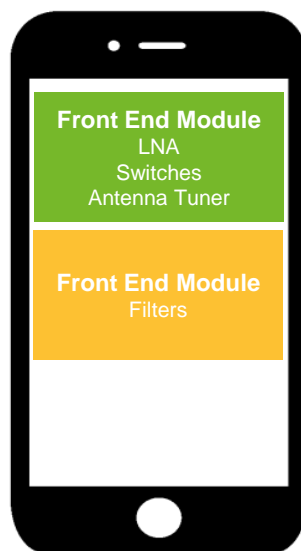 Front End Module
LNA
Switches
Antenna Tuner
Front End Module
Filters